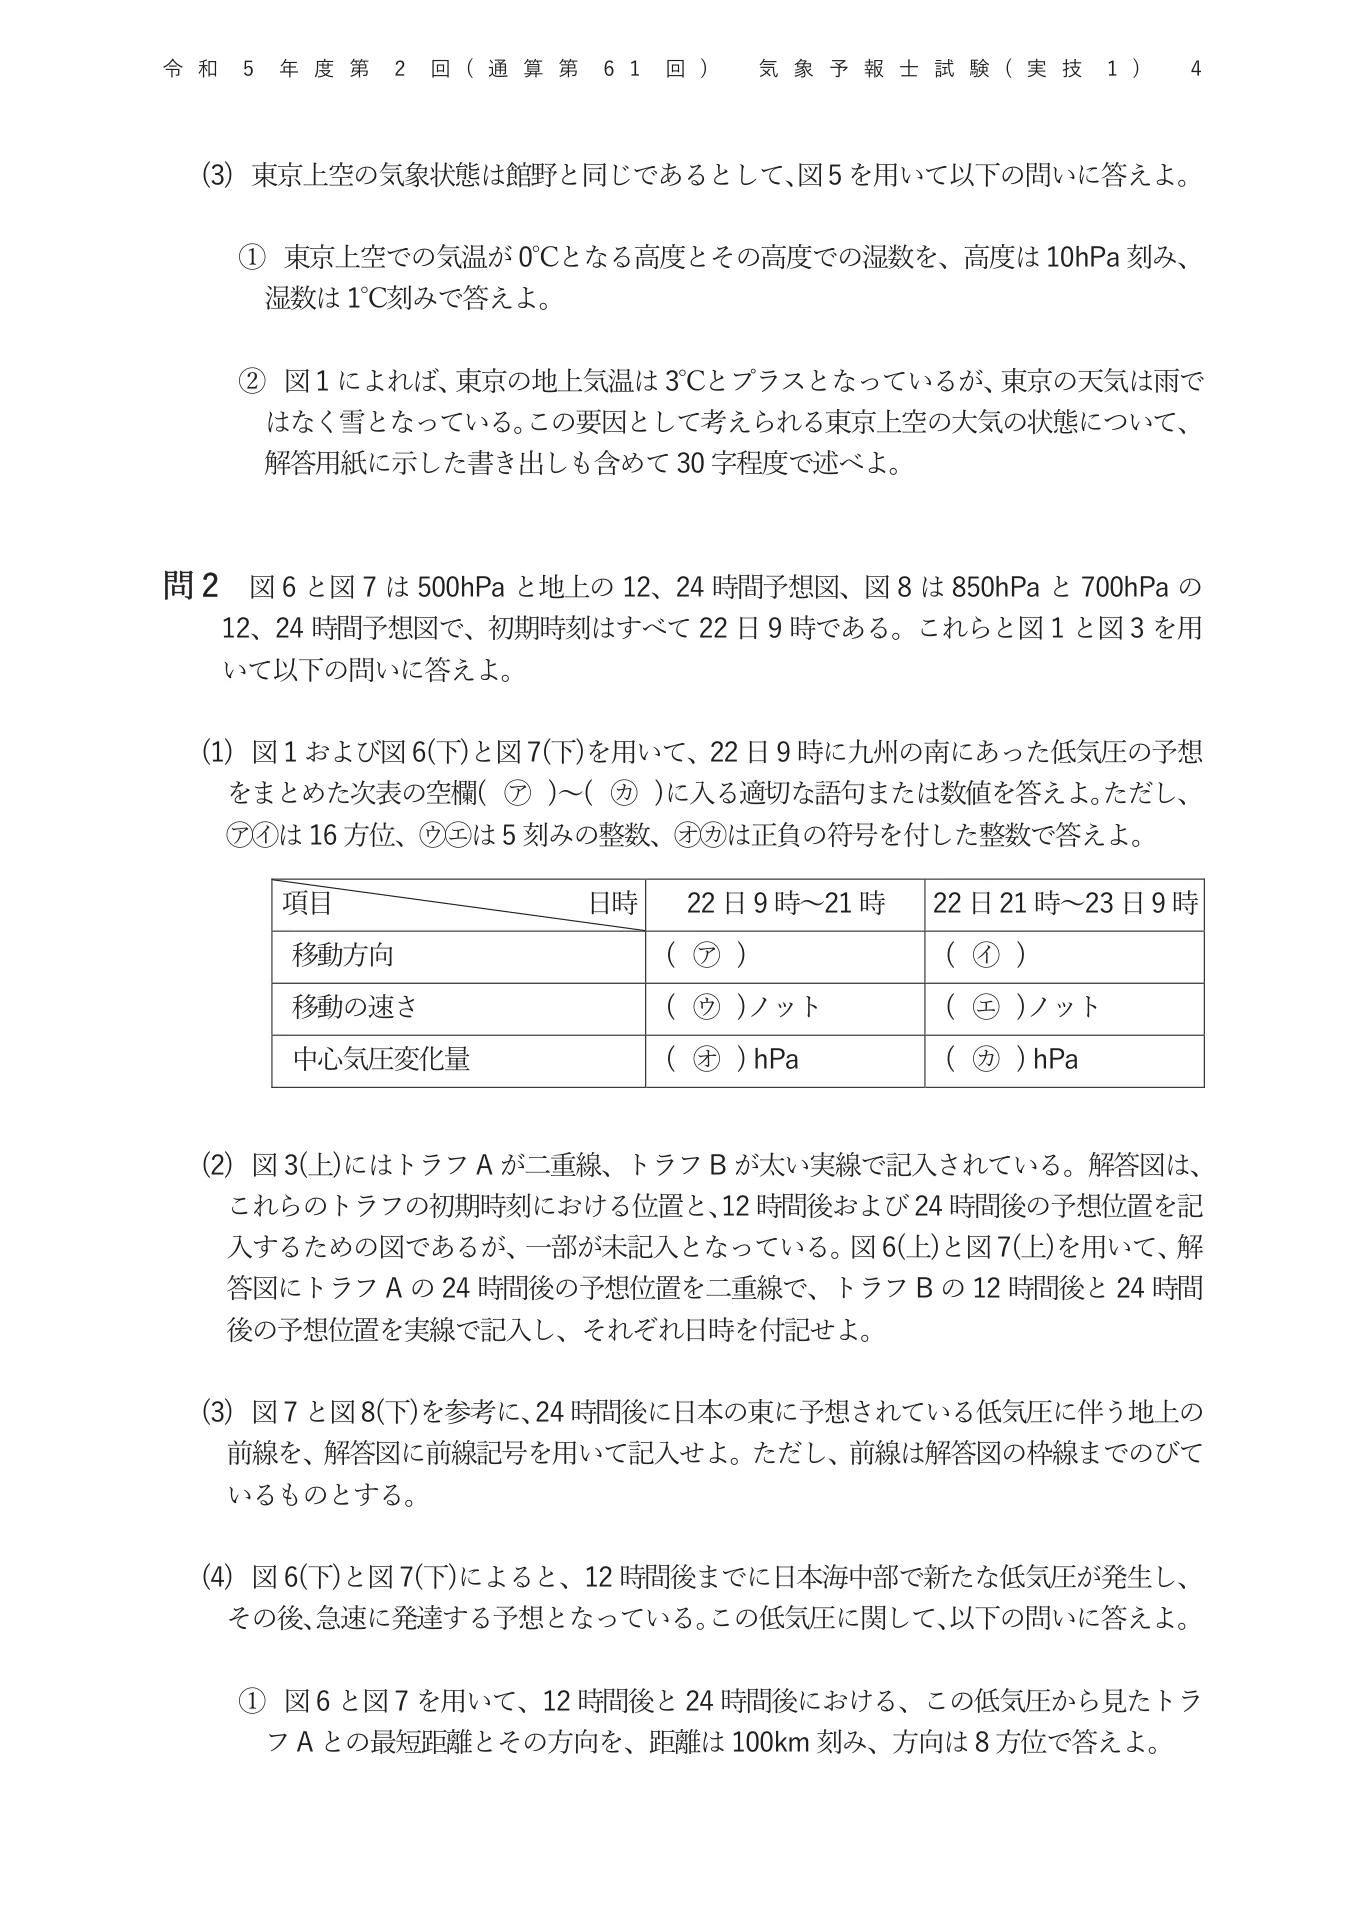 令和5年度第2回(通算第61回)　気象予報士試験(実技1)　4
(3) 東京上空の気象状態は館野と同じであるとして、図5を用いて以下の問いに答えよ。
① 東京上空での気温が0℃となる高度とその高度での湿数を、高度は10hPa刻み、
湿数は1℃刻みで答えよ。
② 図1によれば、東京の地上気温は3℃とプラスとなっているが、東京の天気は雨で
はなく雪となっている。この要因として考えられる東京上空の大気の状態について、
解答用紙に示した書き出しも含めて30字程度で述べよ。
問2　図6と図7は500hPaと地上の12、24時間予想図、図8は850hPaと700hPaの
12、24時間予想図で、初期時刻はすべて22日9時である。これらと図1と図3を用
いて以下の問いに答えよ。
(1) 図1および図6(下)と図7(下)を用いて、22日9時に九州の南にあった低気圧の予想
をまとめた次表の空欄( ㋐ )～( ㋕ )に入る適切な語句または数値を答えよ。ただし、
㋐㋑は16方位、㋒㋓は5刻みの整数、㋔㋕は正負の符号を付した整数で答えよ。
項目　日時　22日9時～21時　22日21時～23日9時
移動方向　( ㋐ )　( ㋑ )
移動の速さ　( ㋒ )ノット　( ㋓ )ノット
中心気圧変化量　( ㋔ )hPa　( ㋕ )hPa
(2) 図3(上)にはトラフAが二重線、トラフBが太い実線で記入されている。解答図は、
これらのトラフの初期時刻における位置と、12時間後および24時間後の予想位置を記
入するための図であるが、一部が未記入となっている。図6(上)と図7(上)を用いて、解
答図にトラフAの24時間後の予想位置を二重線で、トラフBの12時間後と24時間
後の予想位置を実線で記入し、それぞれ日時を付記せよ。
(3) 図7と図8(下)を参考に、24時間後に日本の東に予想されている低気圧に伴う地上の
前線を、解答図に前線記号を用いて記入せよ。ただし、前線は解答図の枠線までのびて
いるものとする。
(4) 図6(下)と図7(下)によると、12時間後までに日本海中部で新たな低気圧が発生し、
その後、急速に発達する予想となっている。この低気圧に関して、以下の問いに答えよ。
① 図6と図7を用いて、12時間後と24時間後における、この低気圧から見たトラ
フAとの最短距離とその方向を、距離は100km刻み、方向は8方位で答えよ。